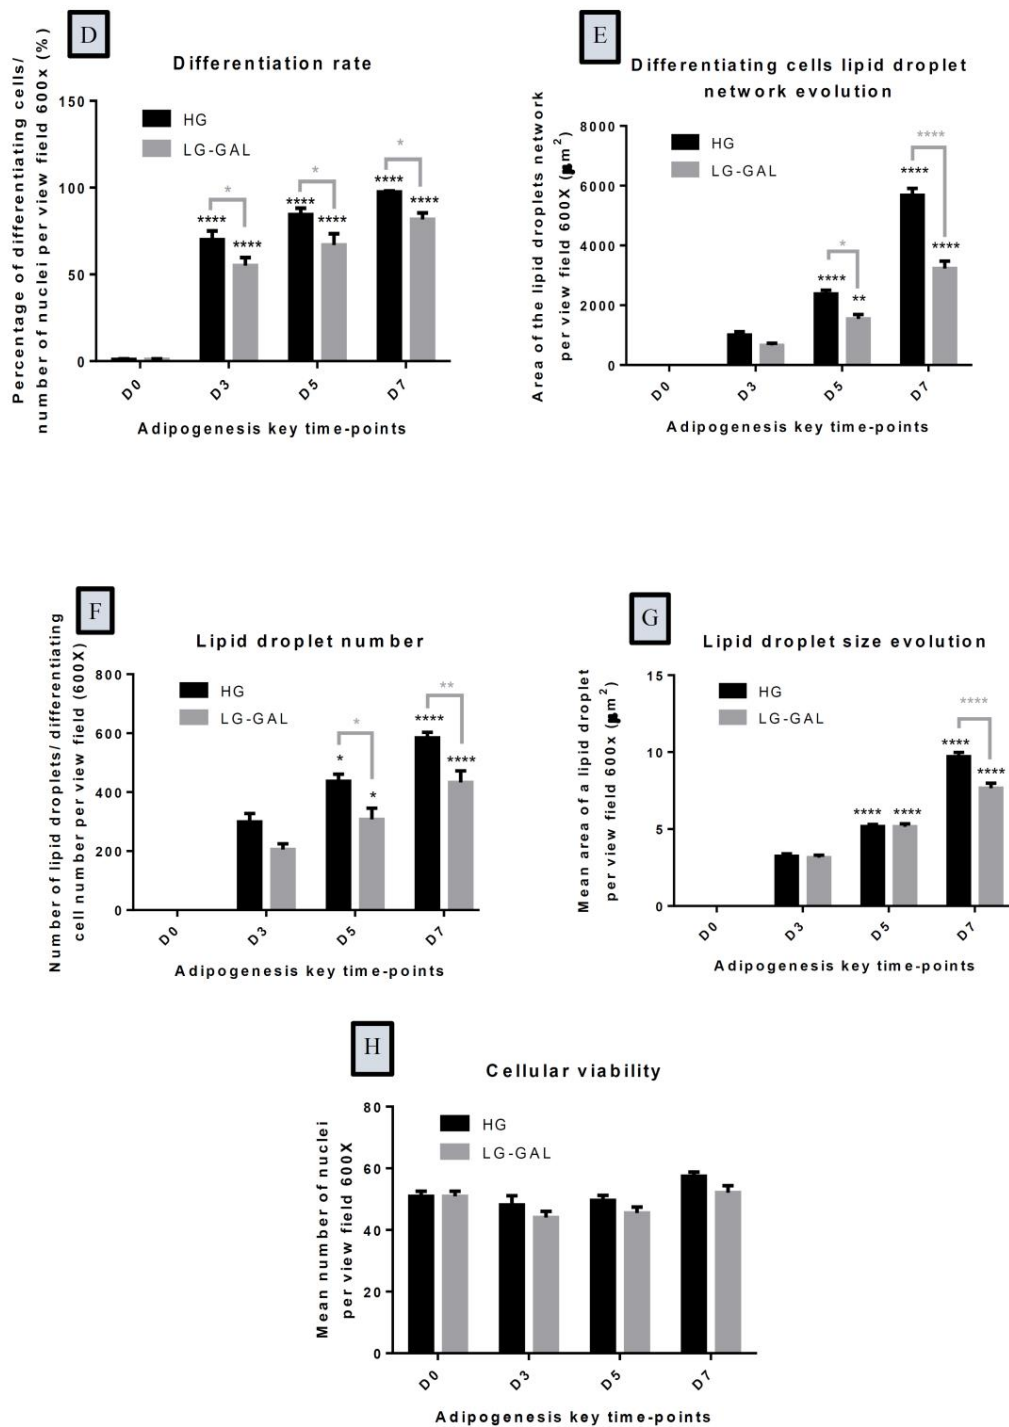 D
Differentiation rate
Percentage of differentiating cells/
number of nuclei per view field 600x (%)
150
100
50
0
HG
LG-GAL
*
*
*
****
****
****
****
****
****
D0
D3
D5
D7
Adipogenesis key time-points
E
Differentiating cells lipid droplet
network evolution
Area of the lipid droplets network
per view field 600X (µm²)
8000
6000
4000
2000
0
HG
LG-GAL
****
****
*
****
****
**
D0
D3
D5
D7
Adipogenesis key time-points
F
Lipid droplet number
Number of lipid droplets/ differentiating
cell number per view field (600X)
800
600
400
200
0
HG
LG-GAL
**
****
*
*
****
*
D0
D3
D5
D7
Adipogenesis key time-points
G
Lipid droplet size evolution
Mean area of a lipid droplet
per view field 600x (µm²)
15
10
5
0
HG
LG-GAL
****
****
****
**** ****
D0
D3
D5
D7
Adipogenesis key time-points
H
Cellular viability
Mean number of nuclei
per view field 600X
80
60
40
20
0
HG
LG-GAL
D0
D3
D5
D7
Adipogenesis key time-points